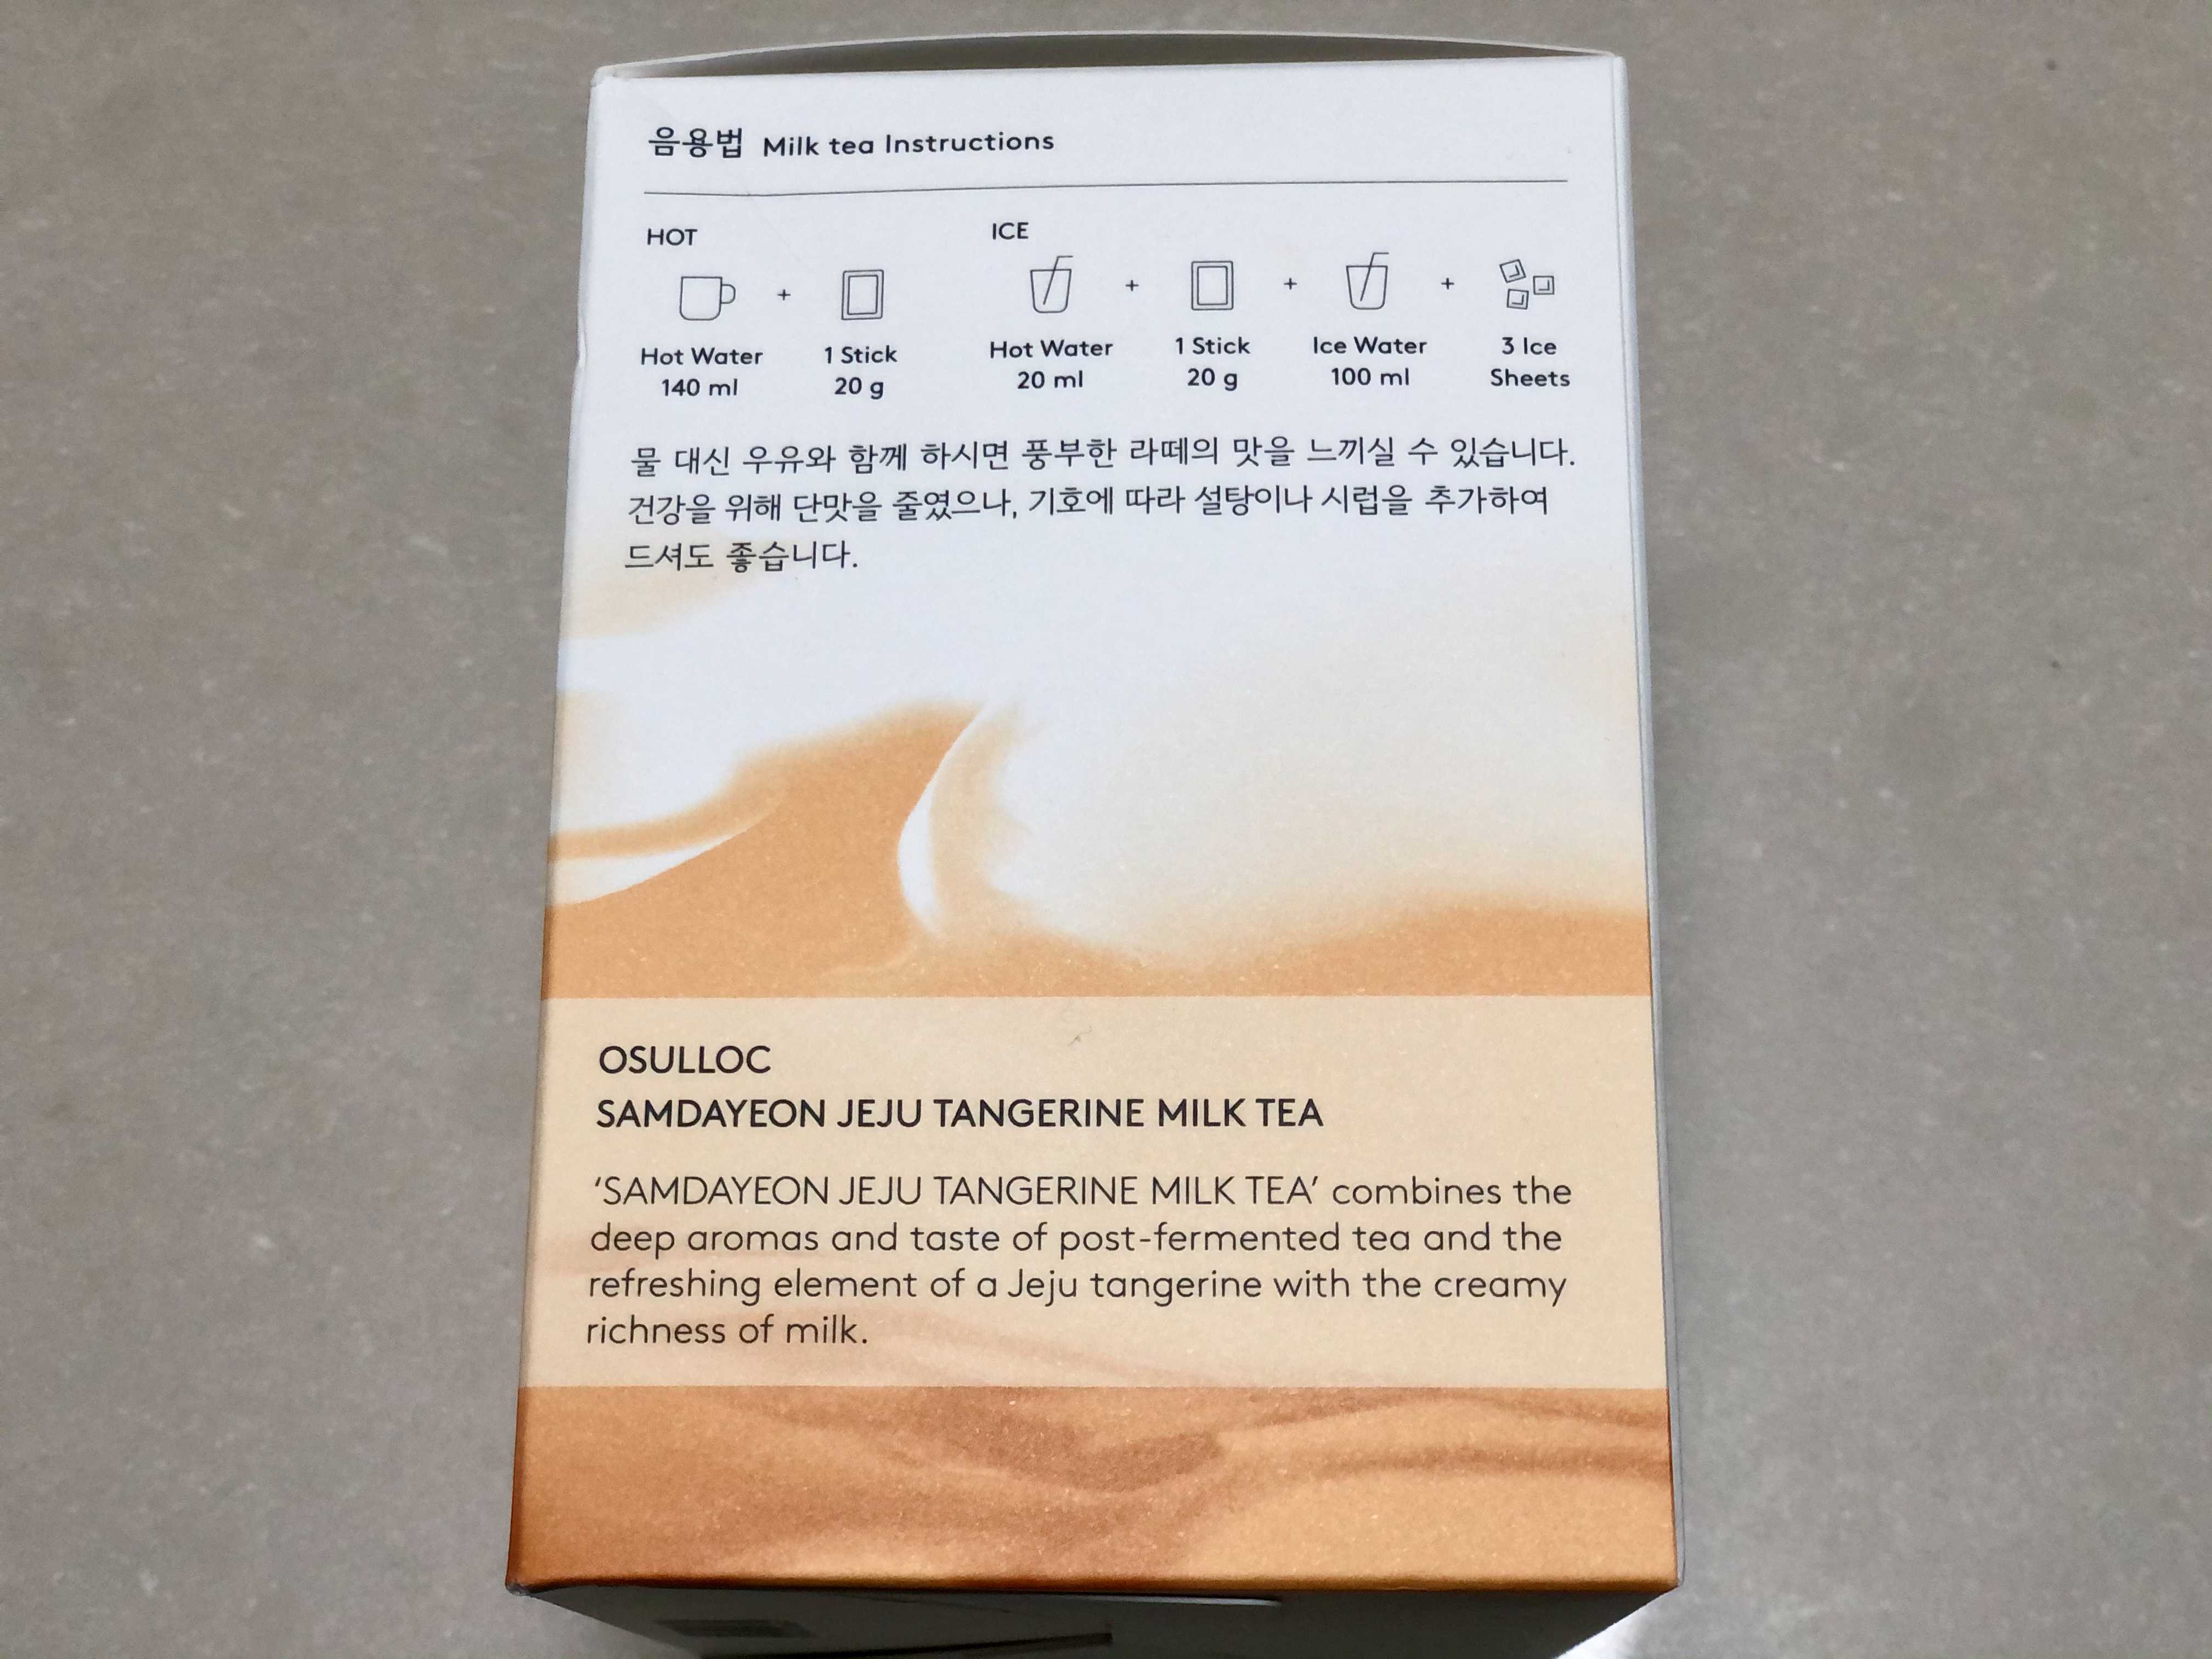 음용법 Milk tea Instructions
HOT
ICE
+
+
+
+
Hot Water 1 Stick
140 ml 20 g
Hot Water 1 Stick Ice Water 3 Ice
20 ml 20 g 100 ml Sheets
물 대신 우유와 함께 하시면 풍부한 라떼의 맛을 느끼실 수 있습니다.
건강을 위해 단맛을 줄였으나, 기호에 따라 설탕이나 시럽을 추가하여
드셔도 좋습니다.
OSULLOC
SAMDAYEON JEJU TANGERINE MILK TEA
‘SAMDAYEON JEJU TANGERINE MILK TEA’ combines the
deep aromas and taste of post-fermented tea and the
refreshing element of a Jeju tangerine with the creamy
richness of milk.